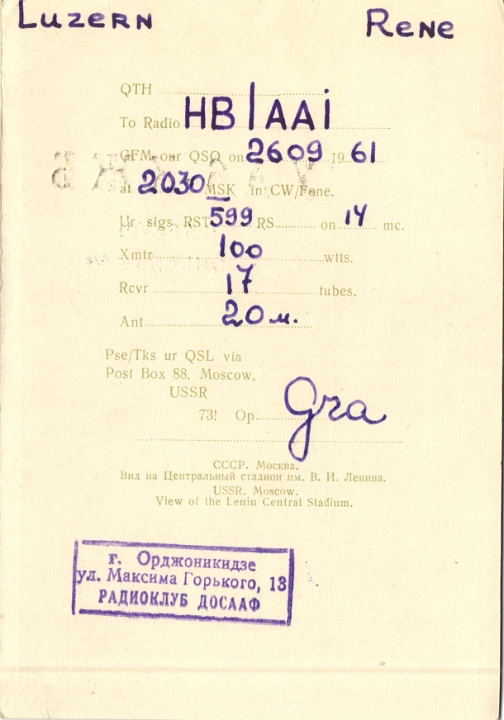 Luzern Rene
QTH
To Radio HB1AAi
CFM our QSO on 2609 1961
at 2030 MSK in CW/Fone.
Ur sigs RST 599 RS on 14 mc.
Xmtr 100 wtts.
Rcvr 17 tubes.
Ant 20 м.
Pse/Tks ur QSL via
Post Box 88, Moscow,
USSR
73! Op Gra
СССР. Москва.
Вид на Центральный стадион им. В. И. Ленина.
USSR. Moscow.
View of the Lenin Central Stadium.
г. Орджоникидзе
ул. Максима Горького, 13
РАДИОКЛУБ ДОСААФ